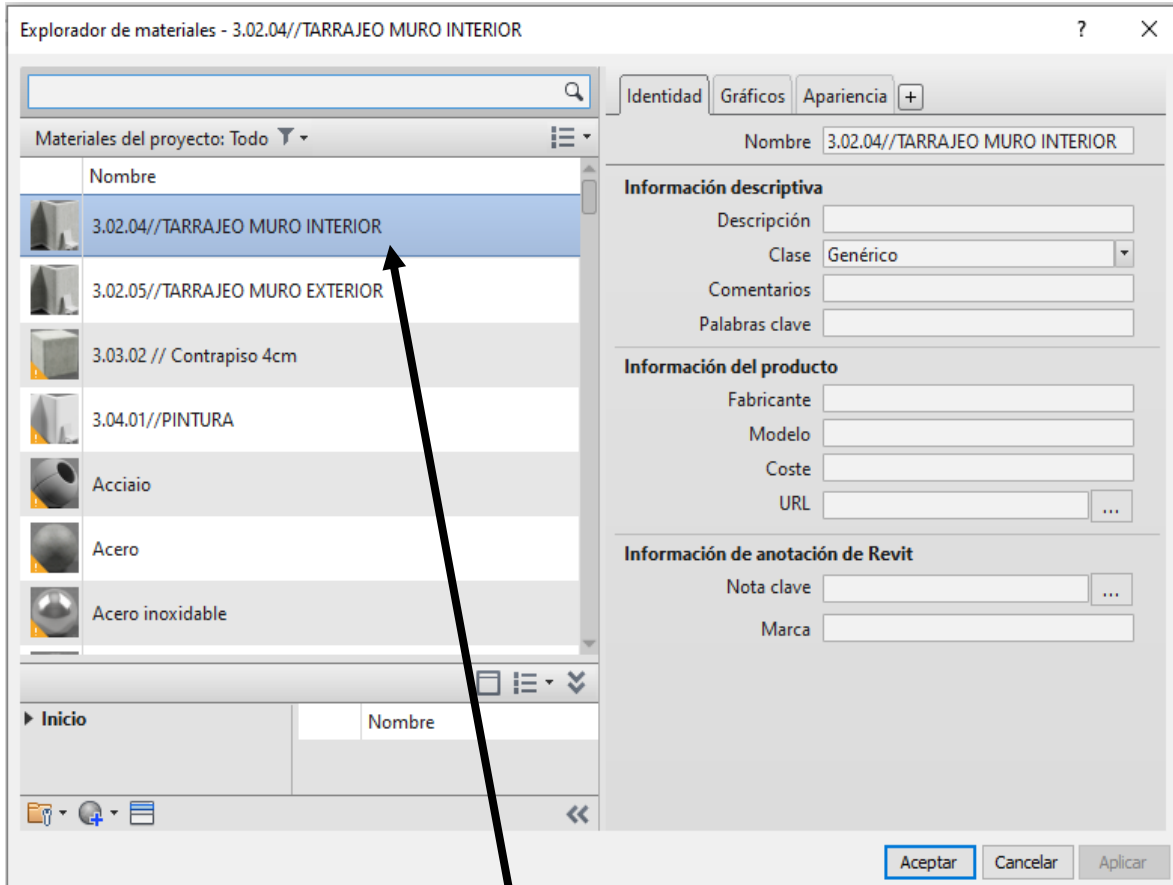 Explorador de materiales - 3.02.04//TARRAJEO MURO INTERIOR
? ×
Materiales del proyecto: Todo
Nombre
3.02.04//TARRAJEO MURO INTERIOR
3.02.05//TARRAJEO MURO EXTERIOR
3.03.02 // Contrapiso 4cm
3.04.01//PINTURA
Acciaio
Acero
Acero inoxidable
Inicio
Nombre
Identidad Gráficos Apariencia +
Nombre 3.02.04//TARRAJEO MURO INTERIOR
Información descriptiva
Descripción
Clase Genérico
Comentarios
Palabras clave
Información del producto
Fabricante
Modelo
Coste
URL ...
Información de anotación de Revit
Nota clave ...
Marca
Aceptar Cancelar Aplicar